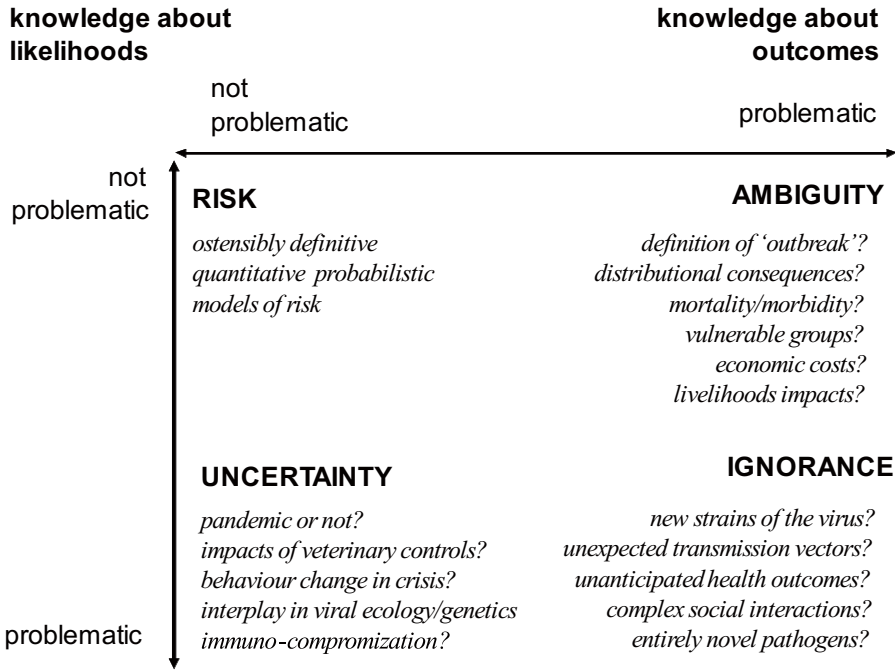 knowledge about
likelihoods
knowledge about
outcomes
not
problematic
problematic
not
problematic
RISK
ostensibly definitive
quantitative probabilistic
models of risk
AMBIGUITY
definition of ‘outbreak’?
distributional consequences?
mortality/morbidity?
vulnerable groups?
economic costs?
livelihoods impacts?
UNCERTAINTY
pandemic or not?
impacts of veterinary controls?
behaviour change in crisis?
interplay in viral ecology/genetics
immuno-compromization?
IGNORANCE
new strains of the virus?
unexpected transmission vectors?
unanticipated health outcomes?
complex social interactions?
entirely novel pathogens?
problematic